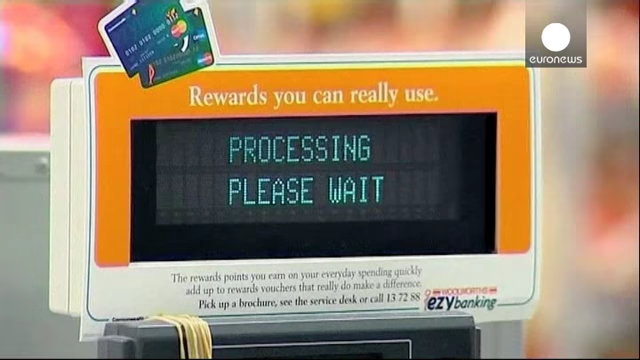 euronews
Rewards you can really use.
PROCESSING
PLEASE WAIT
The rewards points you earn on your everyday spending quickly
add up to rewards vouchers that really do make a difference.
Pick up a brochure, see the service desk or call 13 72 88
WOOLWORTHS
ezy banking